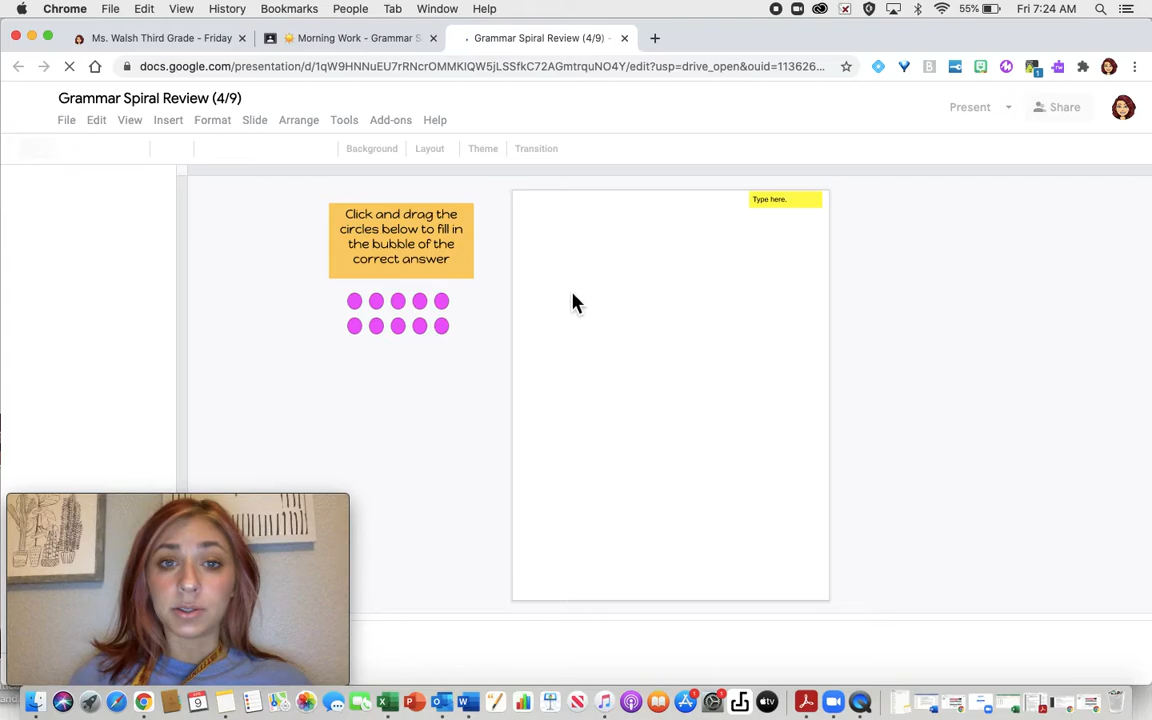 Chrome File Edit View History Bookmarks People Tab Window Help 55% Fri 7:24 AM
Ms. Walsh Third Grade - Friday
Morning Work - Grammar S
Grammar Spiral Review (4/9) -
docs.google.com/presentation/d/1qW9HNNuEU7rRNcrOMMKIQW5jLSSfkC72AGmtrquNO4Y/edit?usp=drive_open&ouid=113626...
Grammar Spiral Review (4/9)
Present
Share
File Edit View Insert Format Slide Arrange Tools Add-ons Help
Background Layout Theme Transition
Type here.
Click and drag the
circles below to fill in
the bubble of the
correct answer